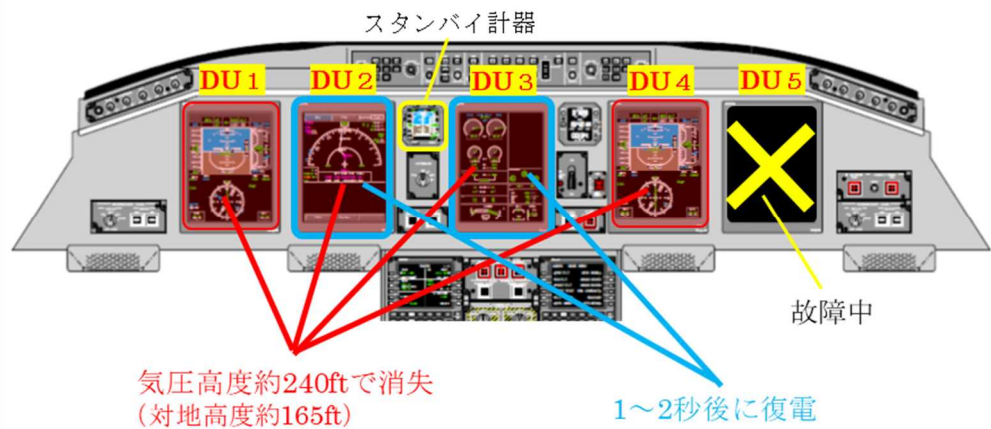 スタンバイ計器
DU1
DU2
DU3
DU4
DU5
故障中
気圧高度約240ftで消失
(対地高度約165ft)
1～2秒後に復電